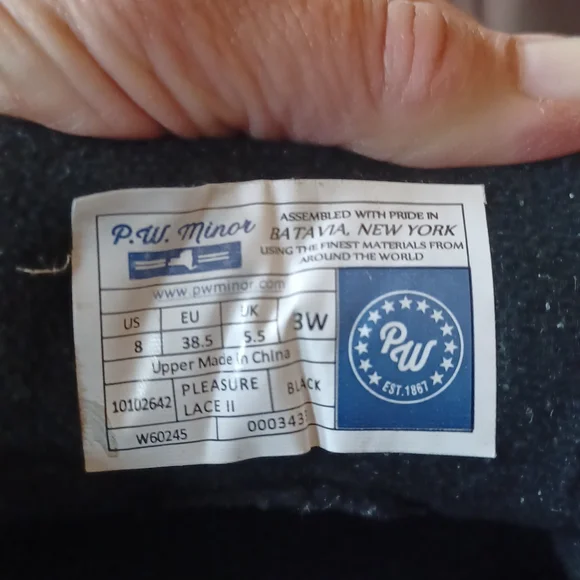 P.W. Minor
ASSEMBLED WITH PRIDE IN
BATAVIA, NEW YORK
USING THE FINEST MATERIALS FROM
AROUND THE WORLD
www.pwminor.com
US EU UK 3W
8 38.5 5.5
Upper Made in China
10102642 PLEASURE LACE II BLACK
W60245 000343
PW
EST.1867